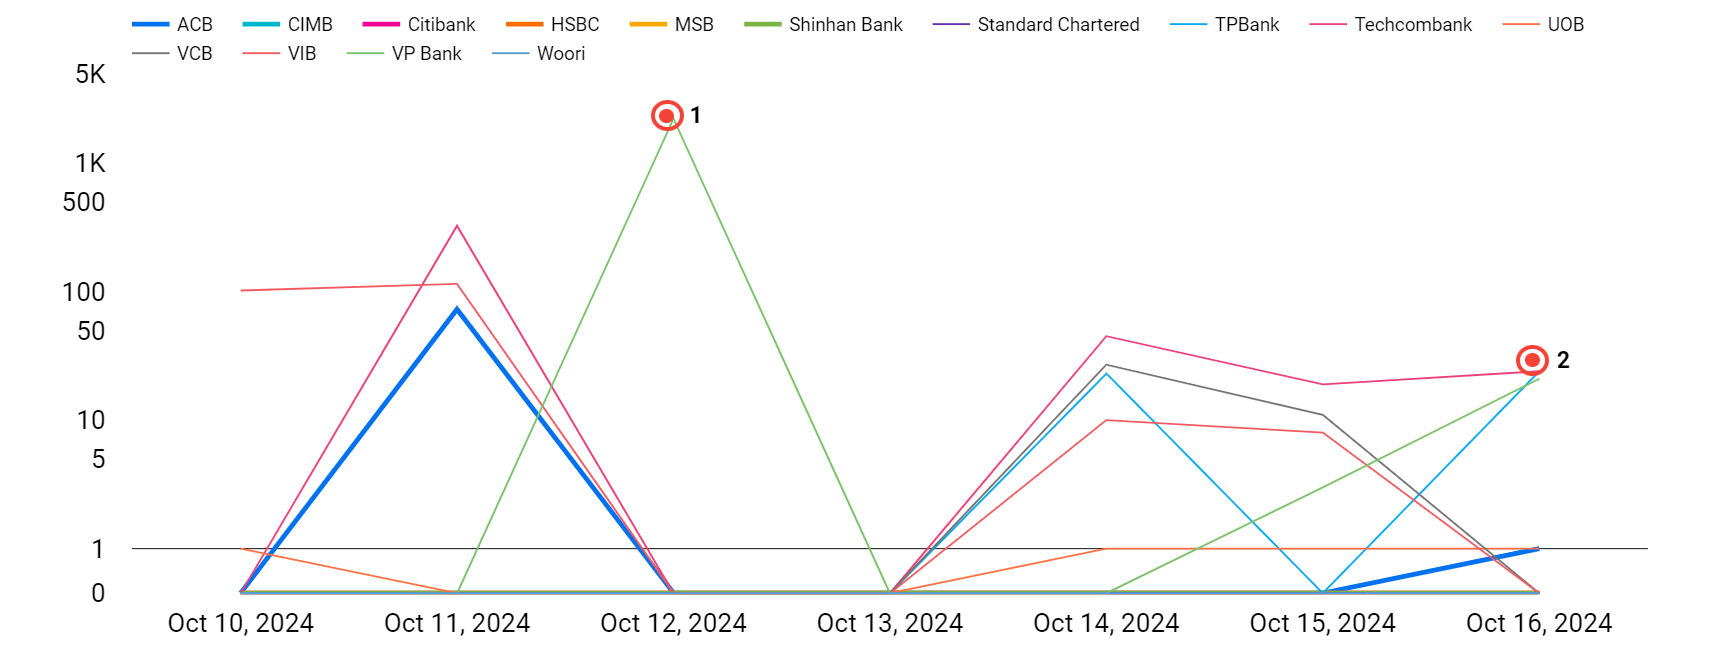 ACB CIMB Citibank HSBC MSB Shinhan Bank Standard Chartered TPBank Techcombank UOB
VCB VIB VP Bank Woori
5K
1
1K
500
100
50
2
10
5
1
0
Oct 10, 2024 Oct 11, 2024 Oct 12, 2024 Oct 13, 2024 Oct 14, 2024 Oct 15, 2024 Oct 16, 2024